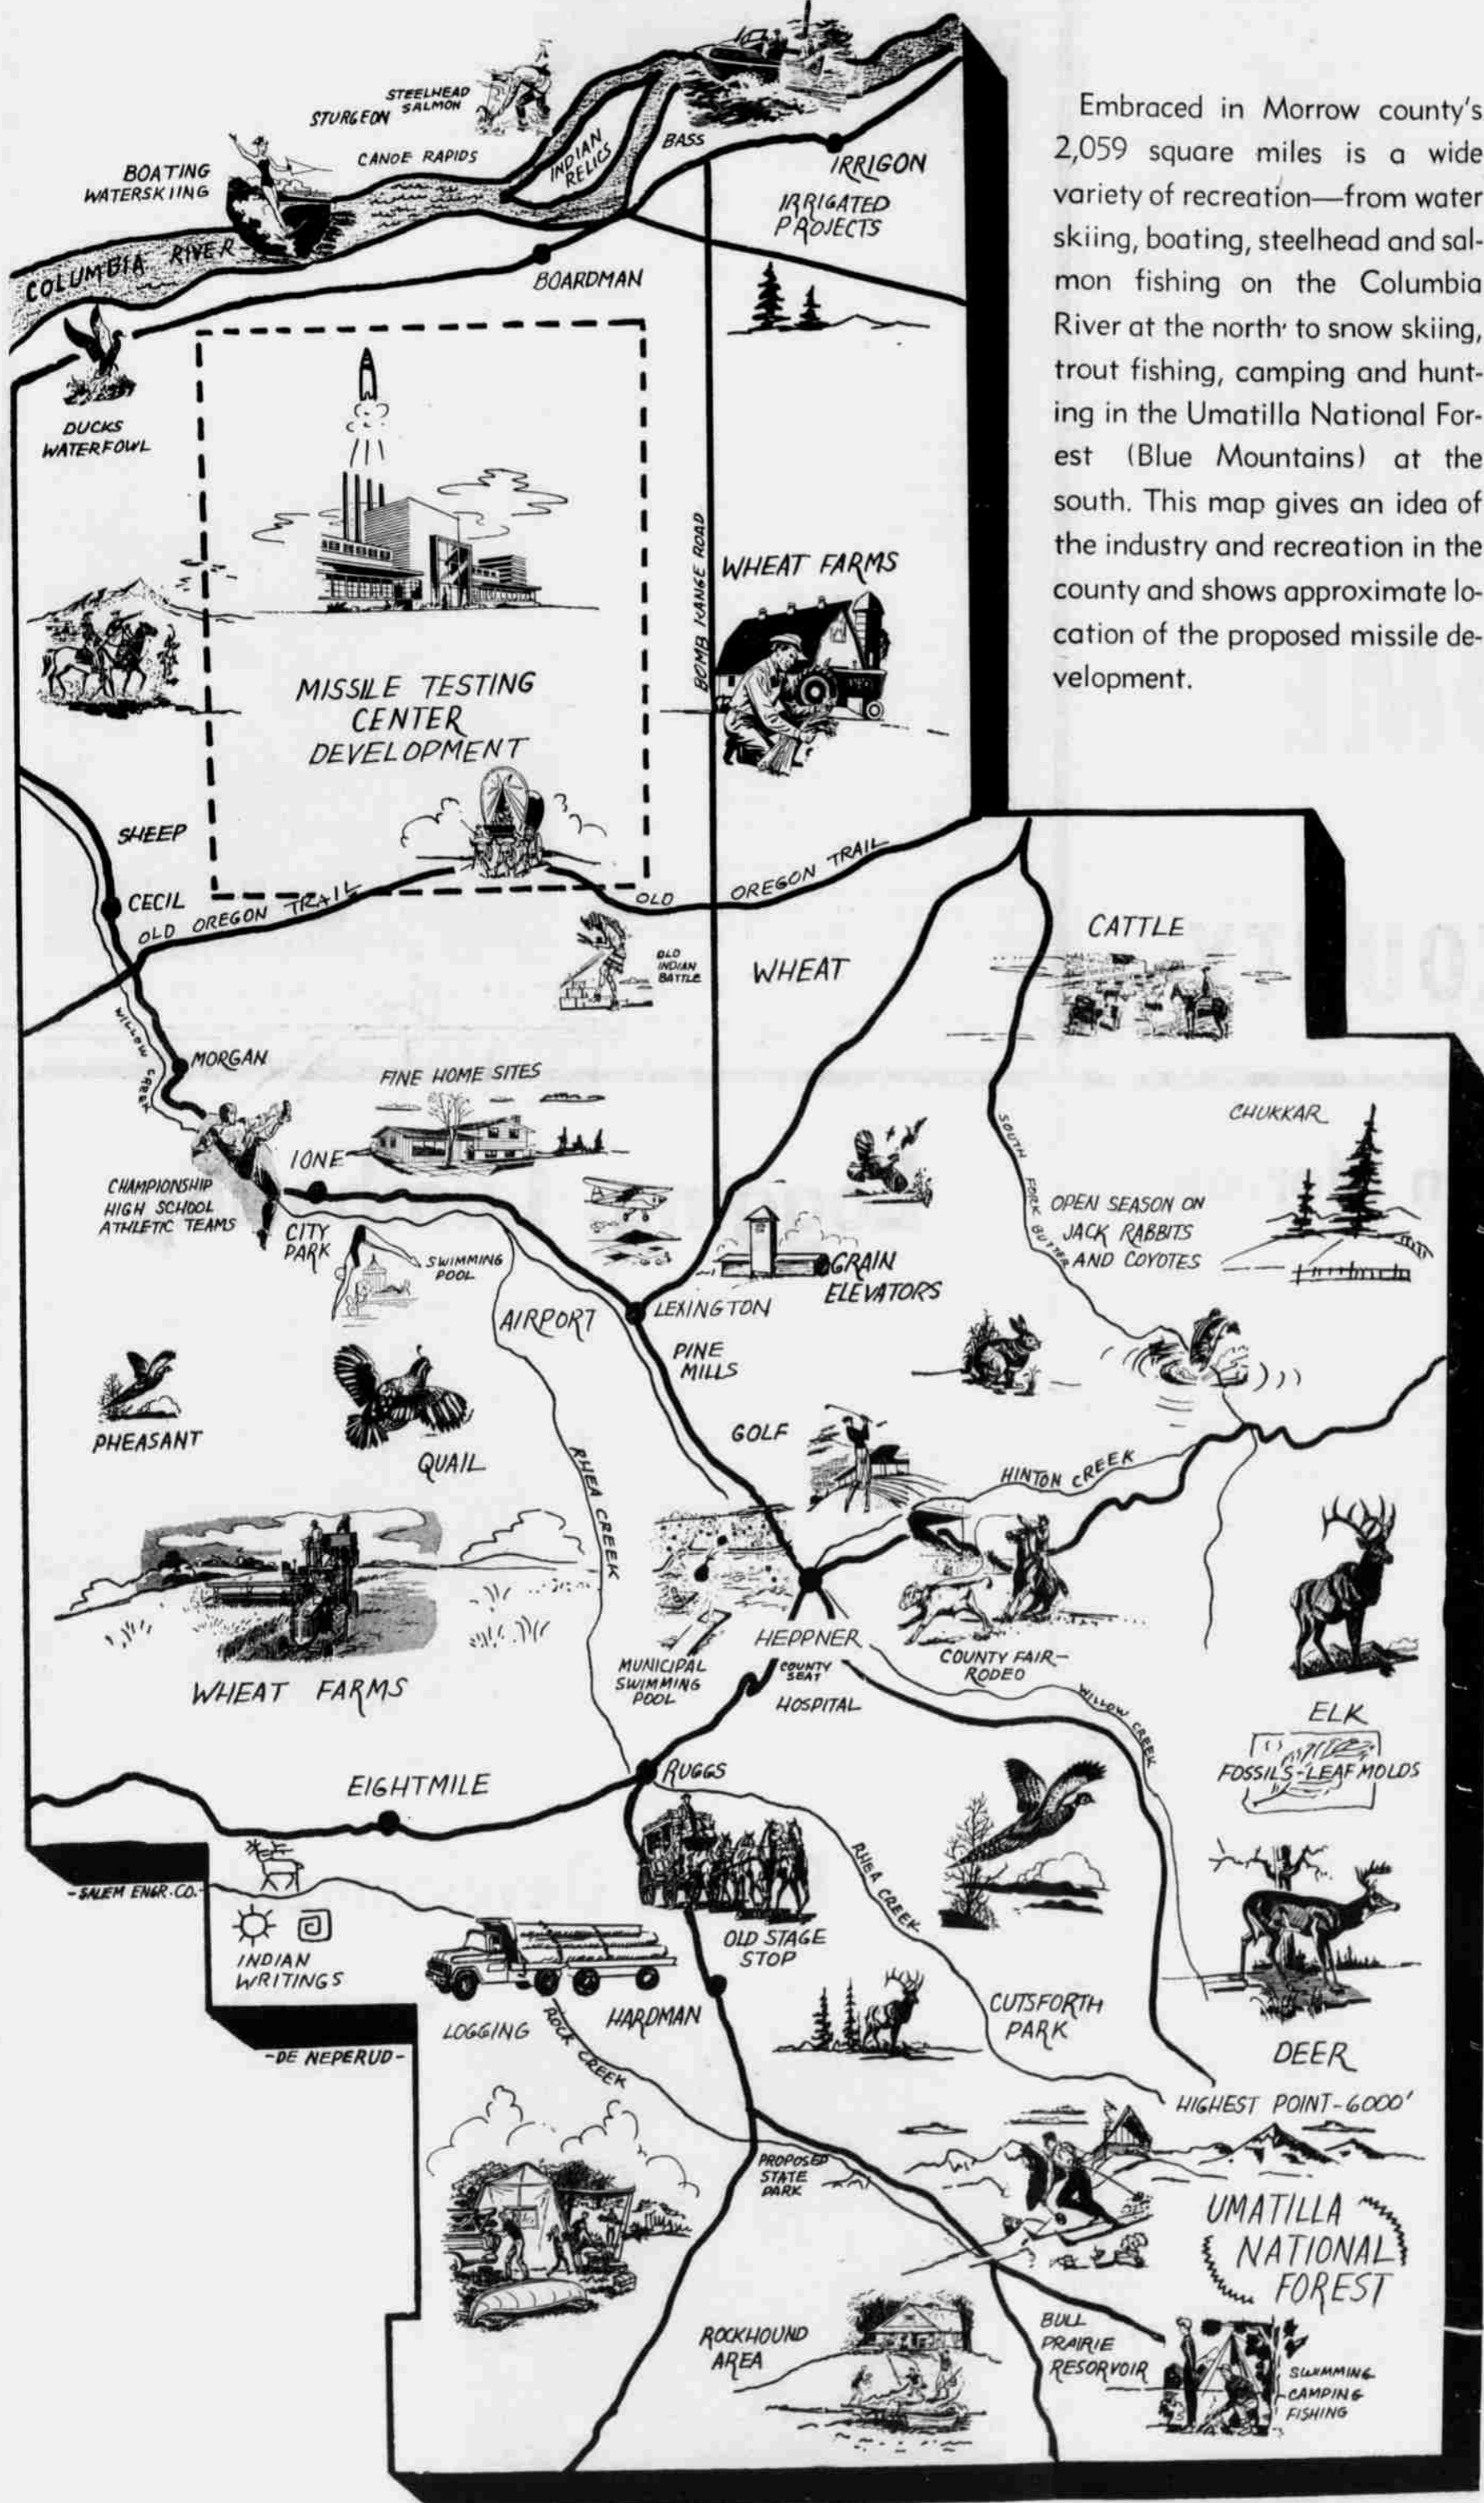 Embraced in Morrow county's
2,059 square miles is a wide
variety of recreation—from water
skiing, boating, steelhead and sal-
mon fishing on the Columbia
River at the north to snow skiing,
trout fishing, camping and hunt-
ing in the Umatilla National For-
est (Blue Mountains) at the
south. This map gives an idea of
the industry and recreation in the
county and shows approximate lo-
cation of the proposed missile de-
velopment.
STEELHEAD
SALMON
STURGEON
CANOE RAPIDS
BOATING
WATERSKIING
INDIAN
RELICS
BASS
IRRIGON
IRRIGATED
PROJECTS
COLUMBIA RIVER
BOARDMAN
DUCKS
WATERFOWL
BOMB RANGE ROAD
WHEAT FARMS
MISSILE TESTING
CENTER
DEVELOPMENT
SHEEP
CECIL
OLD OREGON TRAIL
OLD OREGON TRAIL
OLD
INDIAN
BATTLE
WHEAT
CATTLE
WILLOW CREEK
MORGAN
FINE HOME SITES
CHUKKAR
IONE
CHAMPIONSHIP
HIGH SCHOOL
ATHLETIC TEAMS
CITY
PARK
SWIMMING
POOL
SOUTH FORK BUTTER
OPEN SEASON ON
JACK RABBITS
AND COYOTES
GRAIN
ELEVATORS
AIRPORT
LEXINGTON
PINE
MILLS
PHEASANT
QUAIL
GOLF
RHEA CREEK
HINTON CREEK
WHEAT FARMS
MUNICIPAL
SWIMMING
POOL
HEPPNER
COUNTY
SEAT
HOSPITAL
COUNTY FAIR-
RODEO
WILLOW CREEK
ELK
FOSSILS-LEAF MOLDS
EIGHTMILE
RUGGS
RHEA CREEK
-SALEM ENGR. CO.-
INDIAN
WRITINGS
OLD STAGE
STOP
LOGGING
ROCK CREEK
HARDMAN
CUTSFORTH
PARK
DEER
-DE NEPERUD-
HIGHEST POINT-6000'
PROPOSED
STATE
PARK
UMATILLA
NATIONAL
FOREST
ROCKHOUND
AREA
BULL
PRAIRIE
RESORVOIR
SWIMMING
CAMPING
FISHING